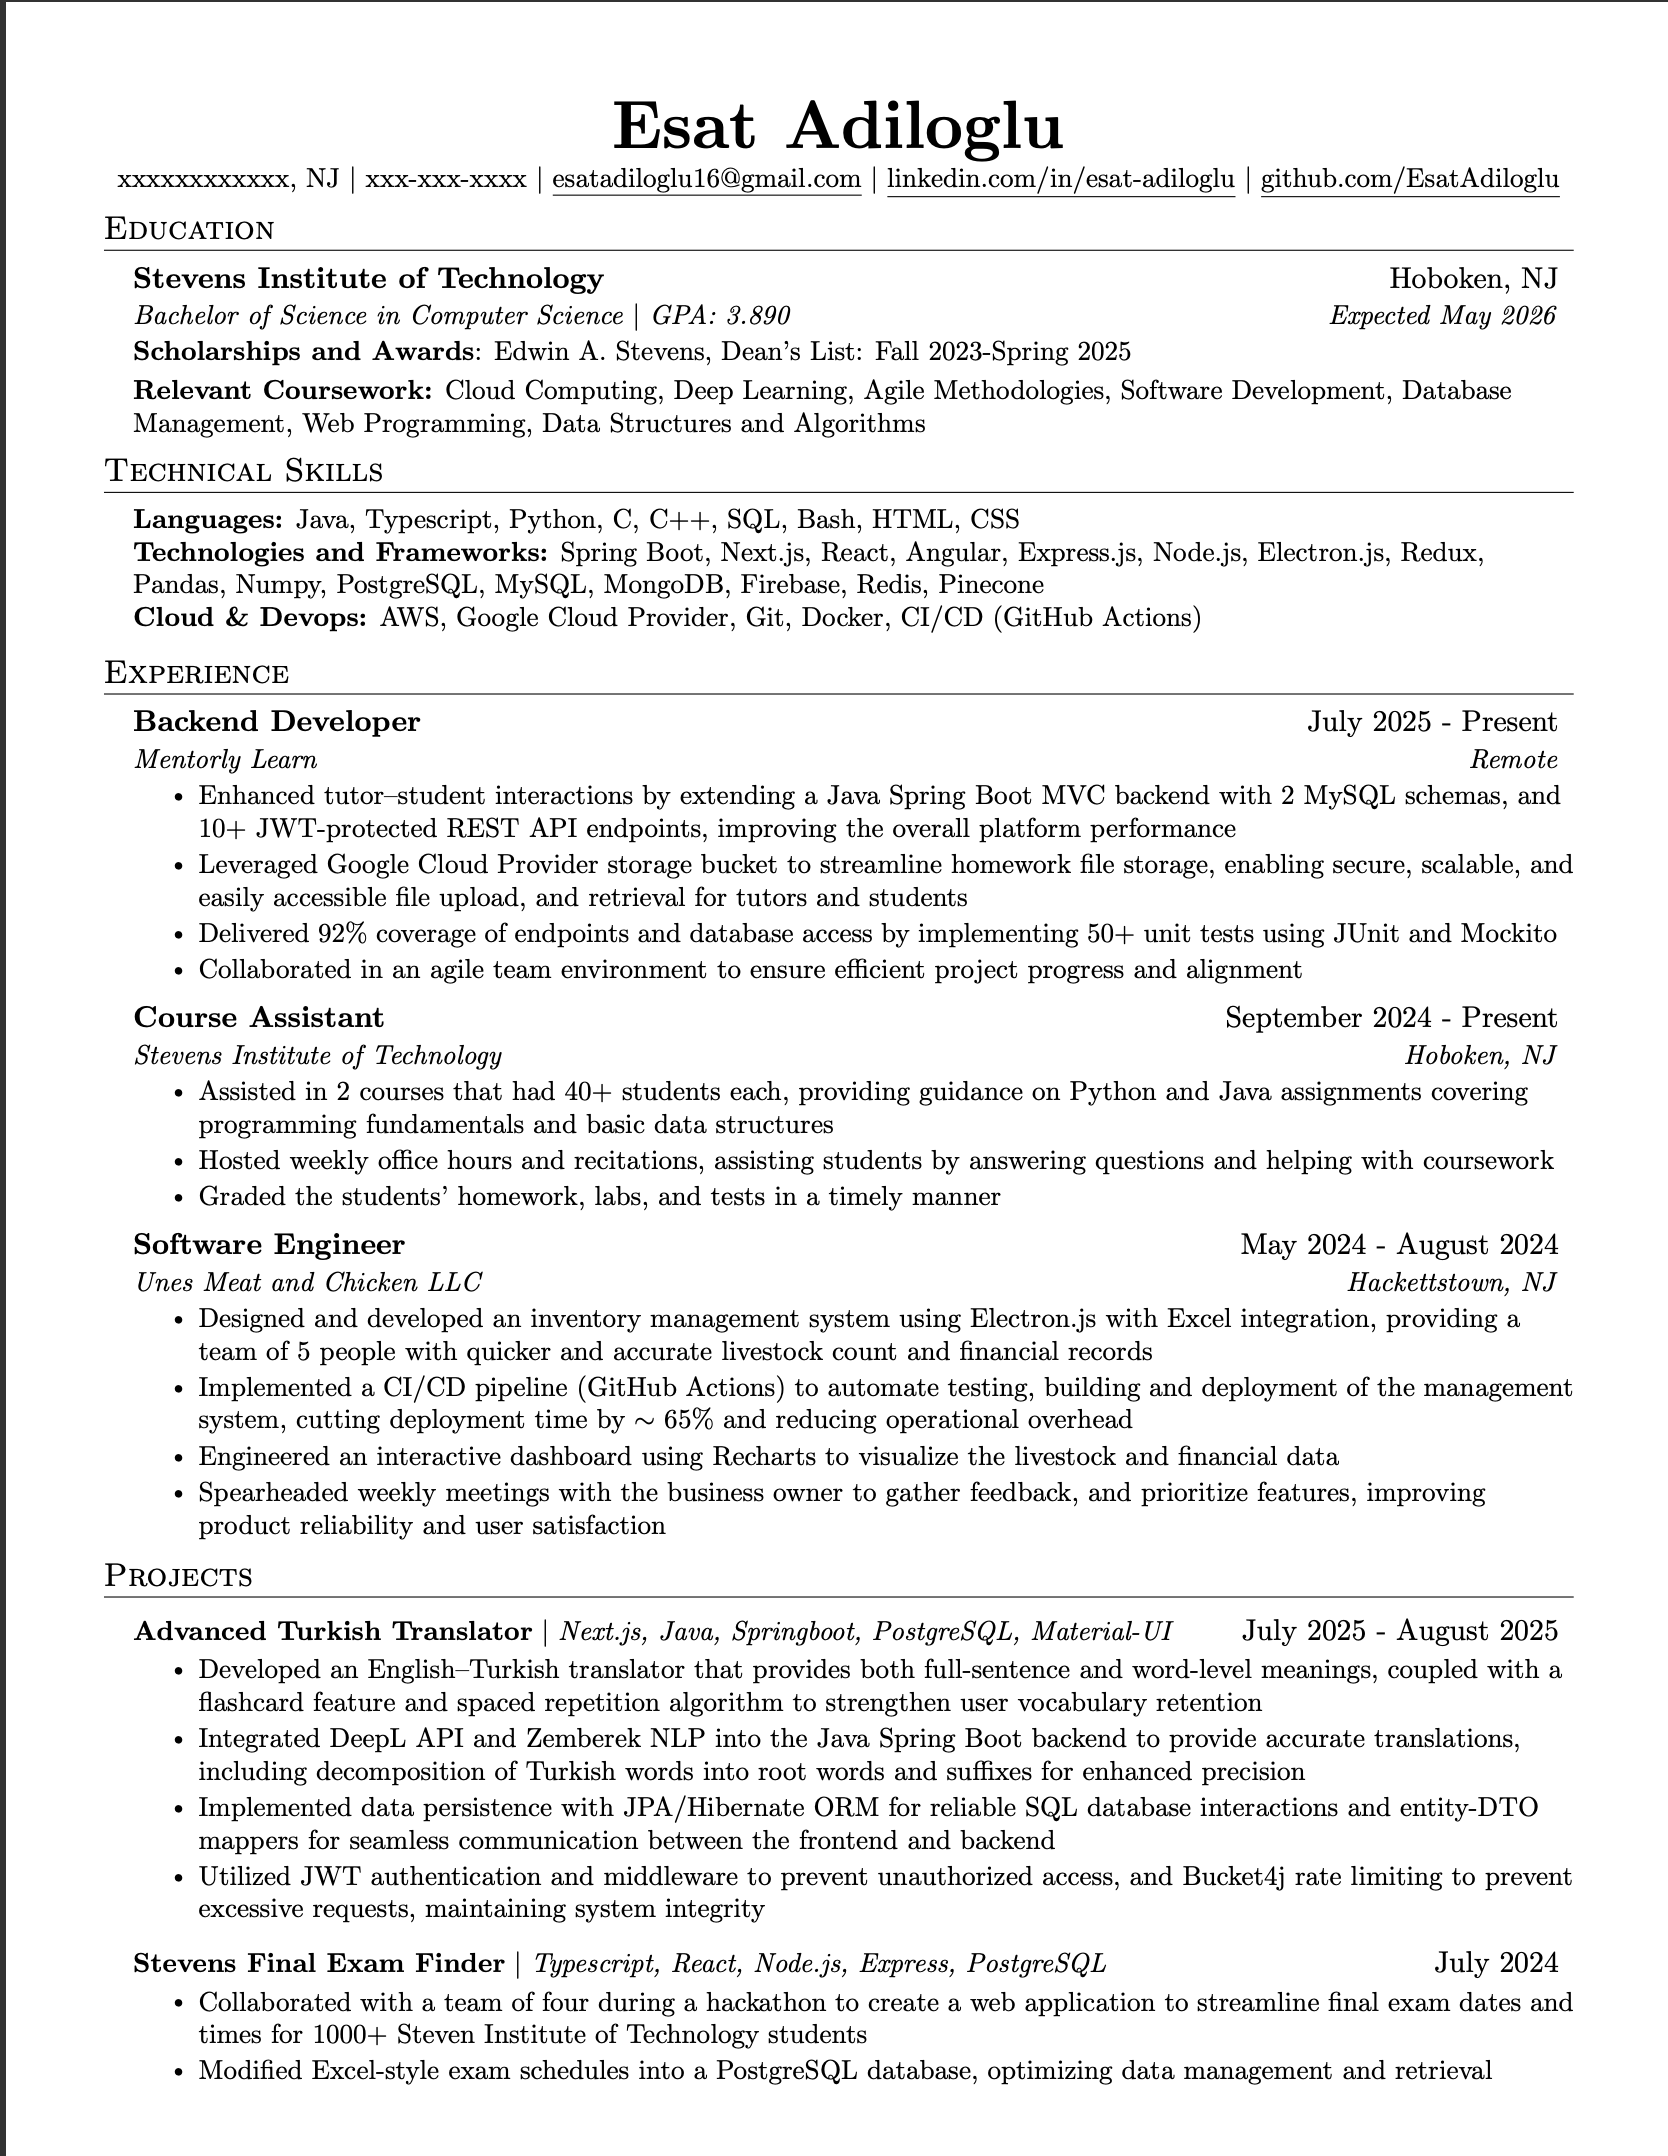 Esat Adiloglu
xxxxxxxxxxxx, NJ | xxx-xxx-xxxx | esatadiloglu16@gmail.com | linkedin.com/in/esat-adiloglu | github.com/EsatAdiloglu
Education
Stevens Institute of Technology Hoboken, NJ
Bachelor of Science in Computer Science | GPA: 3.890 Expected May 2026
Scholarships and Awards: Edwin A. Stevens, Dean's List: Fall 2023-Spring 2025
Relevant Coursework: Cloud Computing, Deep Learning, Agile Methodologies, Software Development, Database
Management, Web Programming, Data Structures and Algorithms
Technical Skills
Languages: Java, Typescript, Python, C, C++, SQL, Bash, HTML, CSS
Technologies and Frameworks: Spring Boot, Next.js, React, Angular, Express.js, Node.js, Electron.js, Redux,
Pandas, Numpy, PostgreSQL, MySQL, MongoDB, Firebase, Redis, Pinecone
Cloud & Devops: AWS, Google Cloud Provider, Git, Docker, CI/CD (GitHub Actions)
Experience
Backend Developer July 2025 - Present
Mentorly Learn Remote
• Enhanced tutor–student interactions by extending a Java Spring Boot MVC backend with 2 MySQL schemas, and
10+ JWT-protected REST API endpoints, improving the overall platform performance
• Leveraged Google Cloud Provider storage bucket to streamline homework file storage, enabling secure, scalable, and
easily accessible file upload, and retrieval for tutors and students
• Delivered 92% coverage of endpoints and database access by implementing 50+ unit tests using JUnit and Mockito
• Collaborated in an agile team environment to ensure efficient project progress and alignment
Course Assistant September 2024 - Present
Stevens Institute of Technology Hoboken, NJ
• Assisted in 2 courses that had 40+ students each, providing guidance on Python and Java assignments covering
programming fundamentals and basic data structures
• Hosted weekly office hours and recitations, assisting students by answering questions and helping with coursework
• Graded the students' homework, labs, and tests in a timely manner
Software Engineer May 2024 - August 2024
Unes Meat and Chicken LLC Hackettstown, NJ
• Designed and developed an inventory management system using Electron.js with Excel integration, providing a
team of 5 people with quicker and accurate livestock count and financial records
• Implemented a CI/CD pipeline (GitHub Actions) to automate testing, building and deployment of the management
system, cutting deployment time by ~ 65% and reducing operational overhead
• Engineered an interactive dashboard using Recharts to visualize the livestock and financial data
• Spearheaded weekly meetings with the business owner to gather feedback, and prioritize features, improving
product reliability and user satisfaction
Projects
Advanced Turkish Translator | Next.js, Java, Springboot, PostgreSQL, Material-UI July 2025 - August 2025
• Developed an English–Turkish translator that provides both full-sentence and word-level meanings, coupled with a
flashcard feature and spaced repetition algorithm to strengthen user vocabulary retention
• Integrated DeepL API and Zemberek NLP into the Java Spring Boot backend to provide accurate translations,
including decomposition of Turkish words into root words and suffixes for enhanced precision
• Implemented data persistence with JPA/Hibernate ORM for reliable SQL database interactions and entity-DTO
mappers for seamless communication between the frontend and backend
• Utilized JWT authentication and middleware to prevent unauthorized access, and Bucket4j rate limiting to prevent
excessive requests, maintaining system integrity
Stevens Final Exam Finder | Typescript, React, Node.js, Express, PostgreSQL July 2024
• Collaborated with a team of four during a hackathon to create a web application to streamline final exam dates and
times for 1000+ Steven Institute of Technology students
• Modified Excel-style exam schedules into a PostgreSQL database, optimizing data management and retrieval